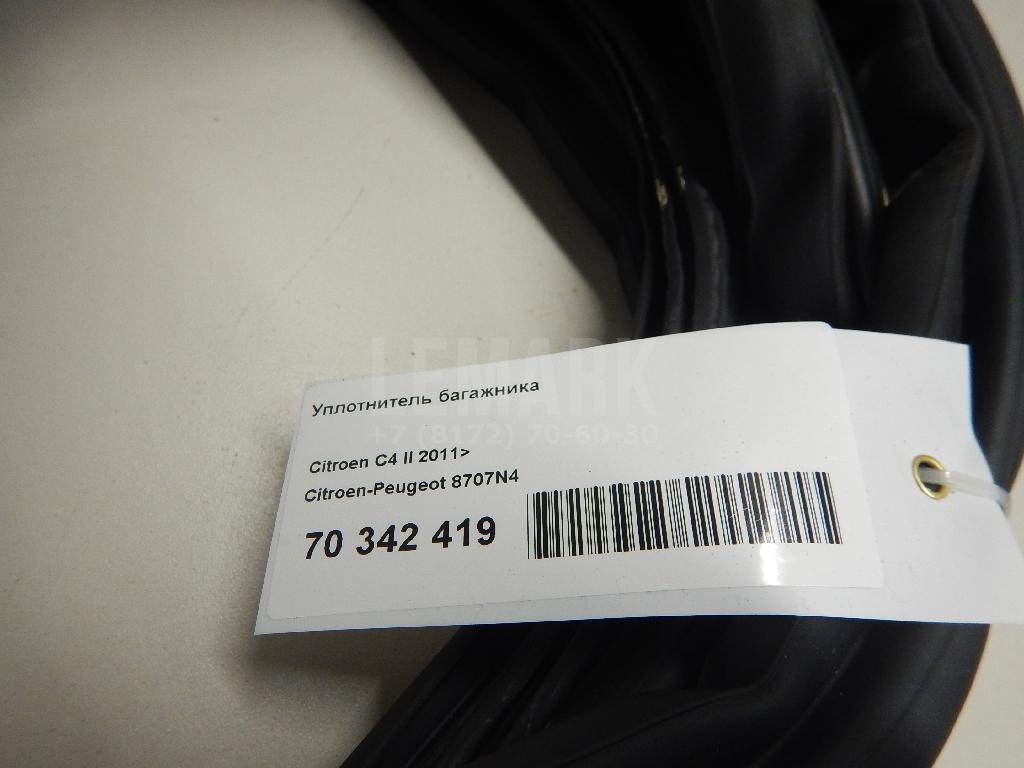 LEMARK
Уплотнитель багажника
+7 (8172) 70-60-30
Citroen C4 II 2011>
Citroen-Peugeot 8707N4
70 342 419